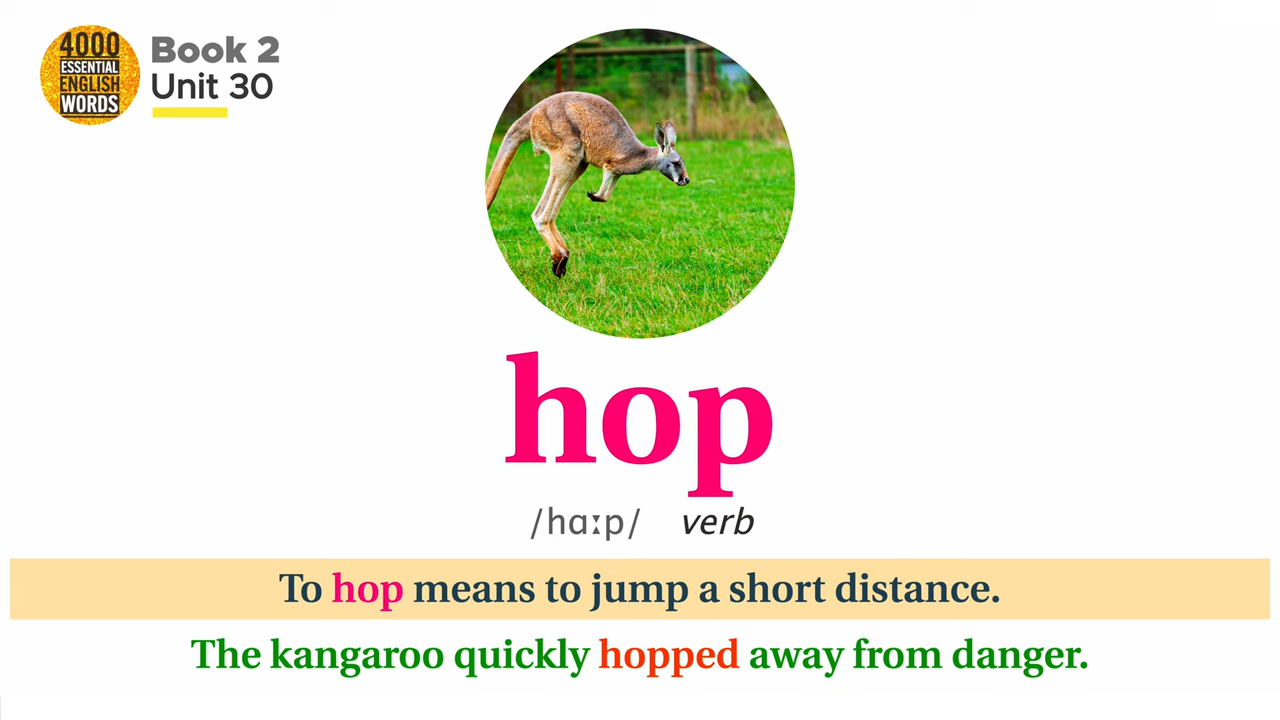 4000
ESSENTIAL
ENGLISH
WORDS
Book 2
Unit 30
hop
/hɑːp/ verb
To hop means to jump a short distance.
The kangaroo quickly hopped away from danger.